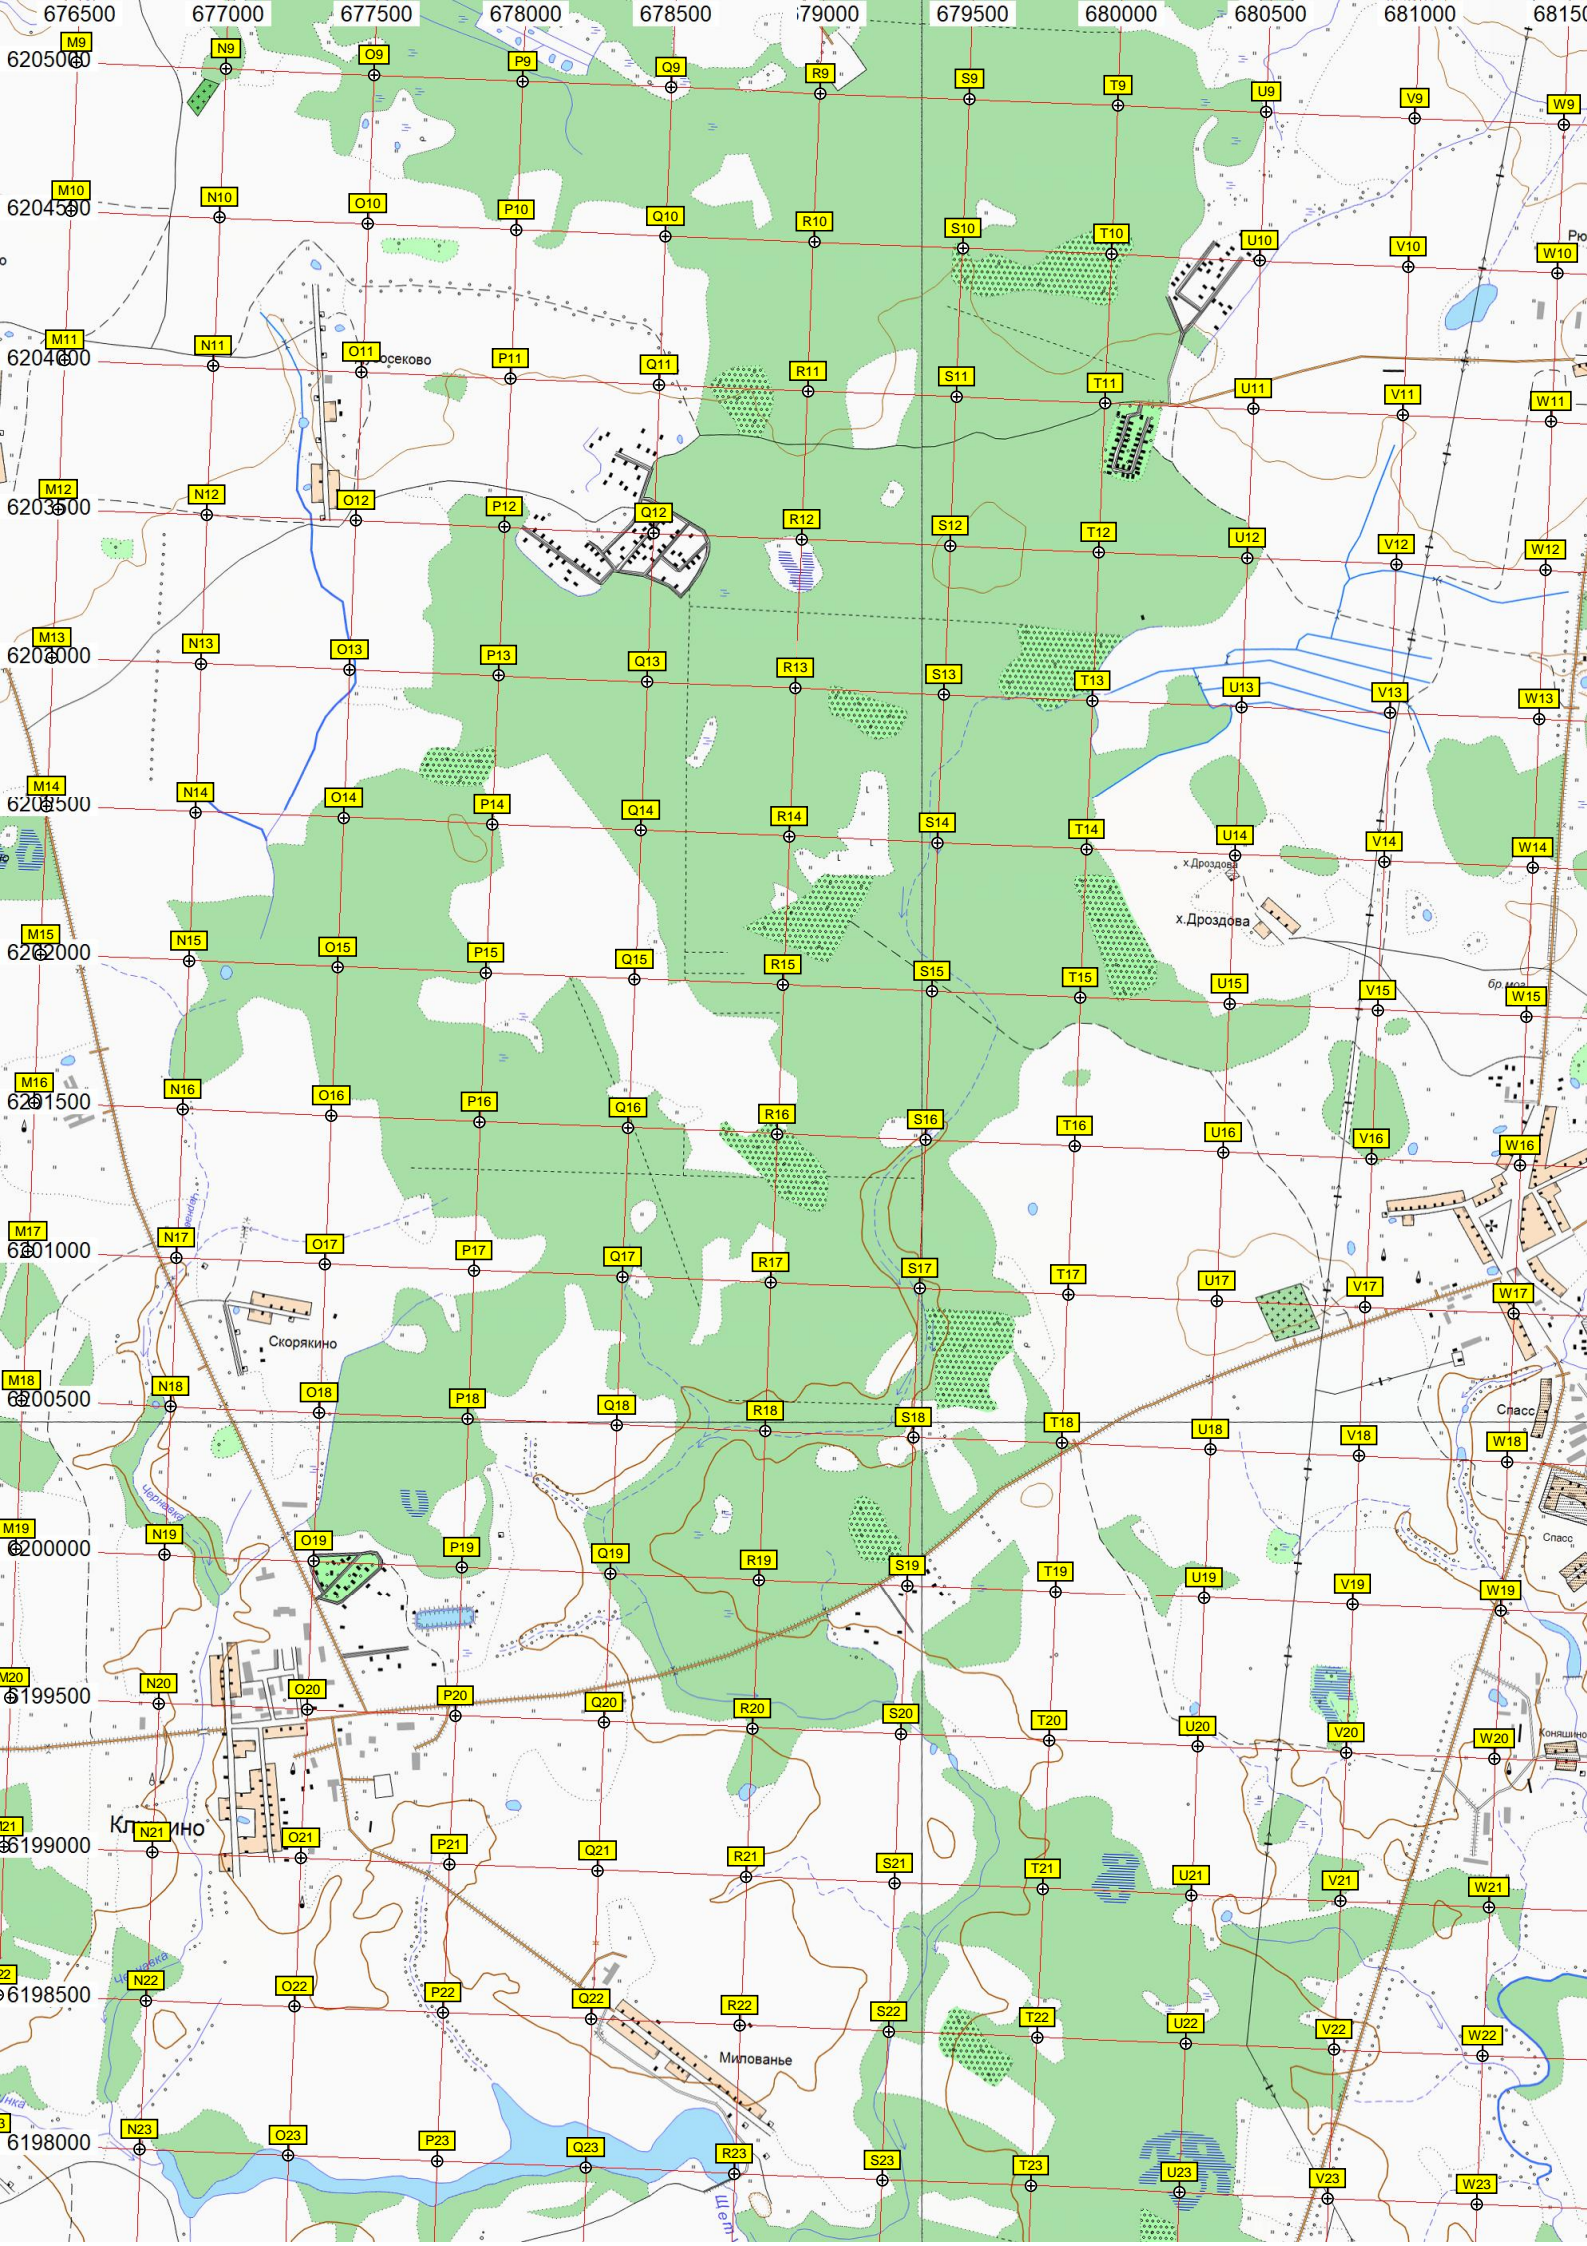 676500 677000 677500 678000 678500 679000 679500 680000 680500 681000
M9 N9 O9 P9 Q9 R9 S9 T9 U9 V9 W9
6205000
M10 N10 O10 P10 Q10 R10 S10 T10 U10 V10 W10
6204500
M11 N11 O11 P11 Q11 R11 S11 T11 U11 V11 W11
6204000
M12 N12 O12 P12 Q12 R12 S12 T12 U12 V12 W12
6203500
M13 N13 O13 P13 Q13 R13 S13 T13 U13 V13 W13
6203000
M14 N14 O14 P14 Q14 R14 S14 T14 U14 V14 W14
6202500
х.Дроздова
х.Дроздова
M15 N15 O15 P15 Q15 R15 S15 T15 U15 V15 W15
6202000
M16 N16 O16 P16 Q16 R16 S16 T16 U16 V16 W16
6201500
M17 N17 O17 P17 Q17 R17 S17 T17 U17 V17 W17
6201000
Скорякино
M18 N18 O18 P18 Q18 R18 S18 T18 U18 V18 W18
6200500
Спасс
Чернавка
M19 N19 O19 P19 Q19 R19 S19 T19 U19 V19 W19
6200000
Спасс
M20 N20 O20 P20 Q20 R20 S20 T20 U20 V20 W20
6199500
Коняшино
N21 O21 P21 Q21 R21 S21 T21 U21 V21 W21
6199000
N22 O22 P22 Q22 R22 S22 T22 U22 V22 W22
6198500
Милованье
N23 O23 P23 Q23 R23 S23 T23 U23 V23 W23
6198000